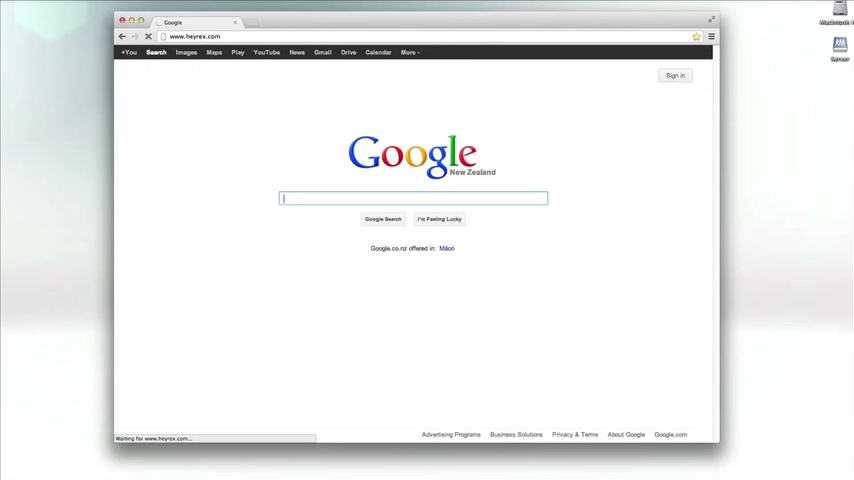 Google
www.heyrex.com
+You Search Images Maps Play YouTube News Gmail Drive Calendar More
Sign in
Google
New Zealand
Google Search I'm Feeling Lucky
Google.co.nz offered in: Māori
Advertising Programs Business Solutions Privacy & Terms About Google Google.com
Waiting for www.heyrex.com...
Server